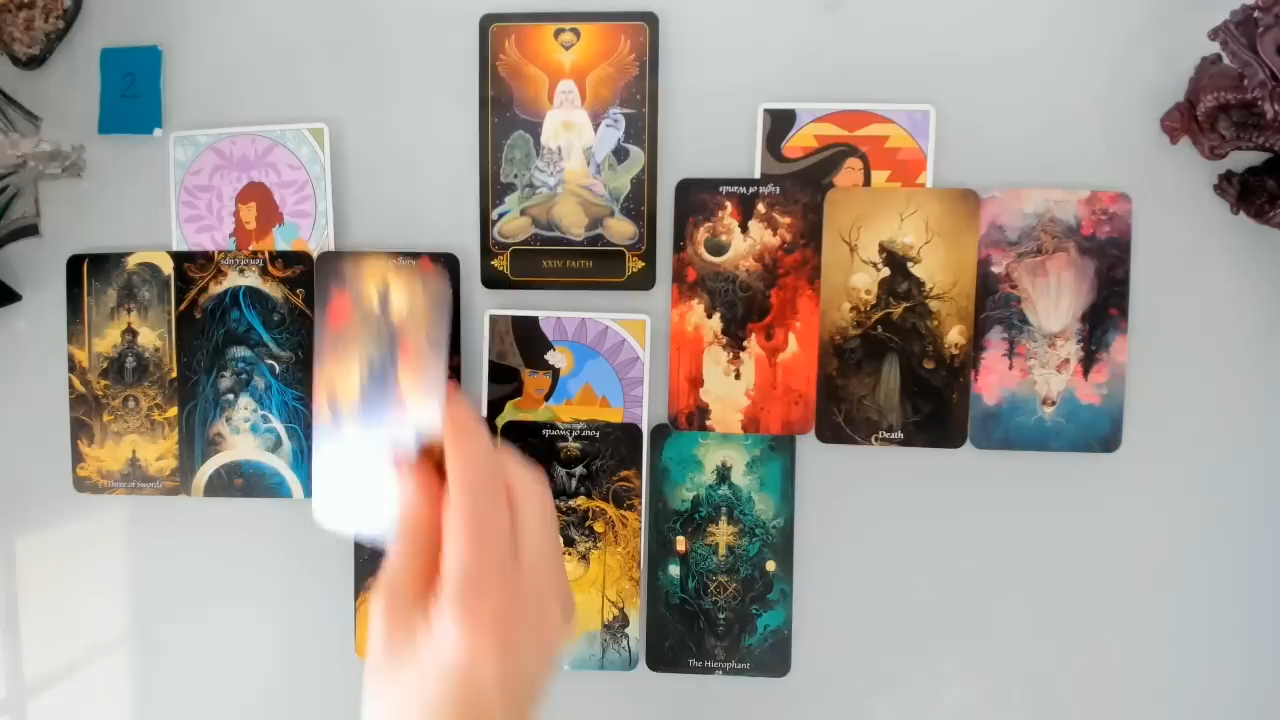 2
XXIV. FAITH
Eight of Wands
Ten of Cups
Three of Swords
Four of Swords
Death
The Hierophant